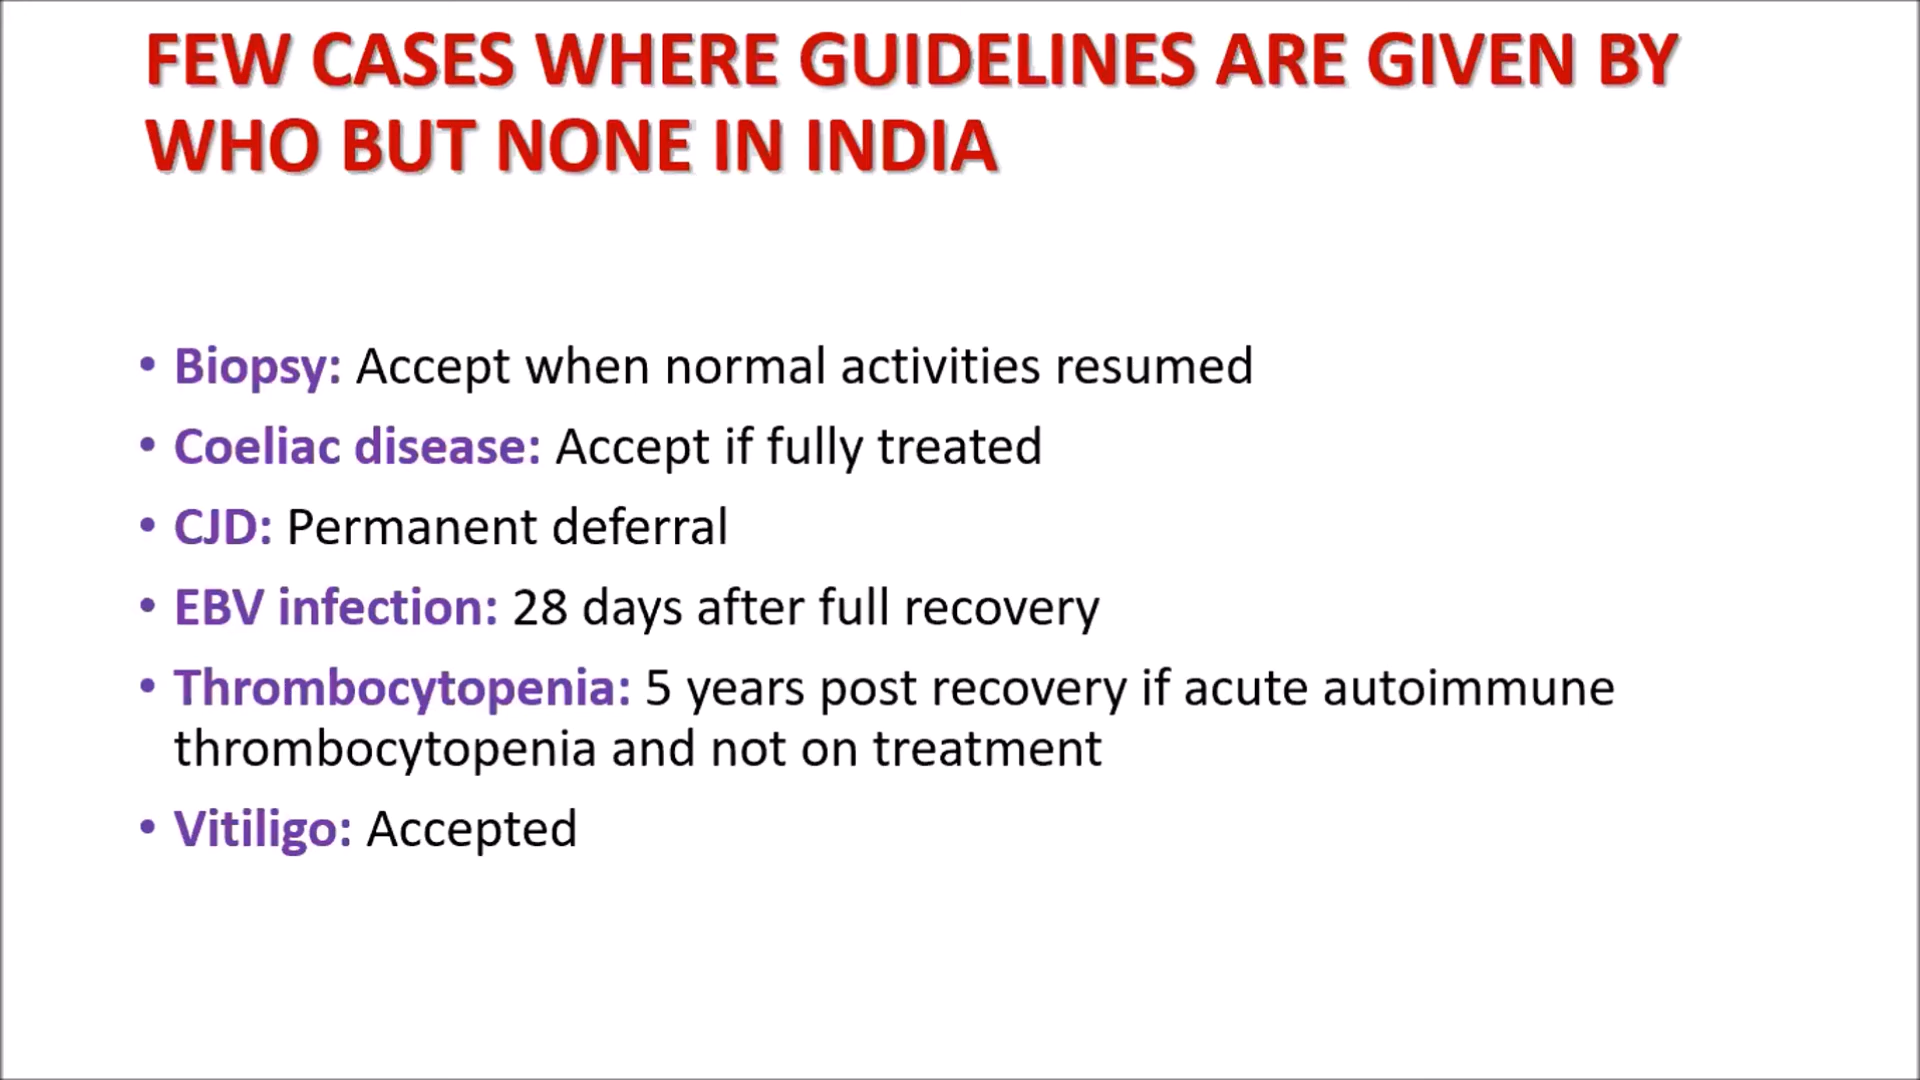 FEW CASES WHERE GUIDELINES ARE GIVEN BY
WHO BUT NONE IN INDIA
• Biopsy: Accept when normal activities resumed
• Coeliac disease: Accept if fully treated
• CJD: Permanent deferral
• EBV infection: 28 days after full recovery
• Thrombocytopenia: 5 years post recovery if acute autoimmune
thrombocytopenia and not on treatment
• Vitiligo: Accepted